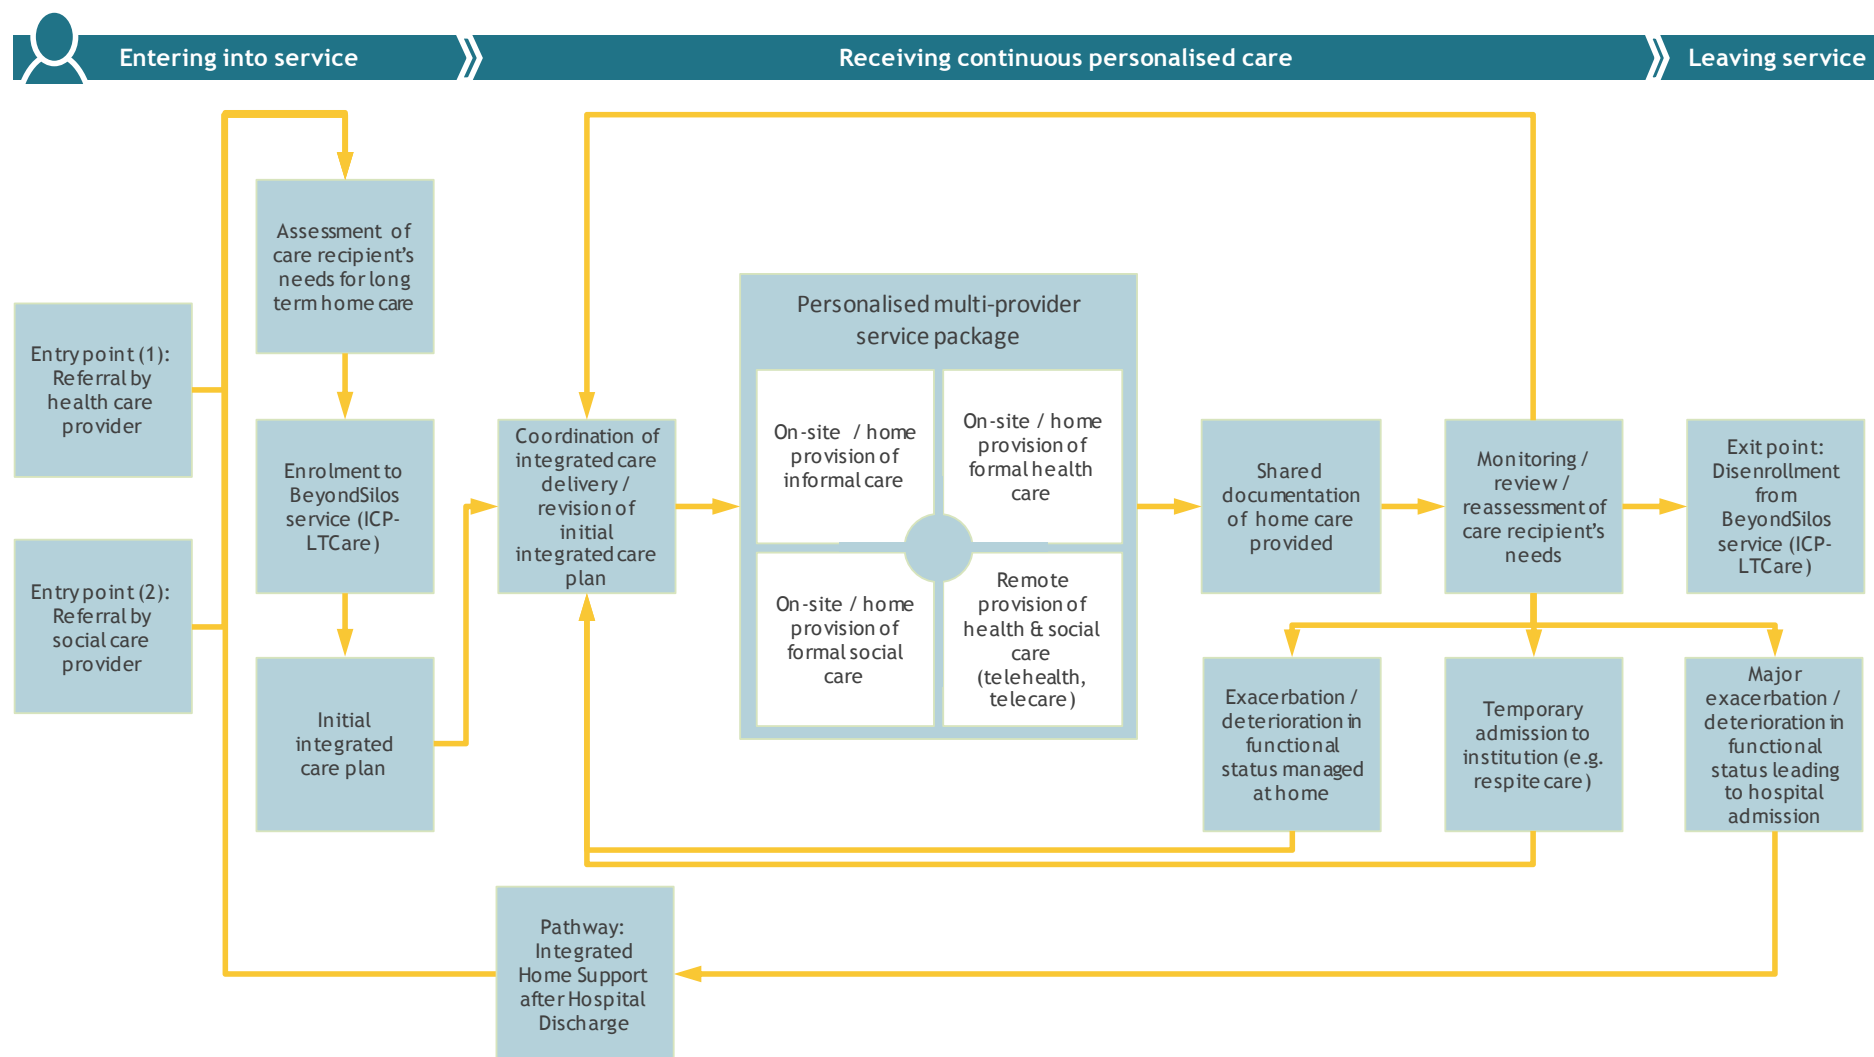 Entering into service
Receiving continuous personalised care
Leaving service
Assessment of
care recipient's
needs for long
term home care
Entry point (1):
Referral by
health care
provider
Enrolment to
BeyondSilos
service (ICP-
LTCare)
Entry point (2):
Referral by
social care
provider
Initial
integrated
care plan
Coordination of
integrated care
delivery /
revision of
initial
integrated care
plan
Personalised multi-provider
service package
On-site / home
provision of
informal care
On-site / home
provision of
formal health
care
On-site / home
provision of
formal social
care
Remote
provision of
health & social
care
(telehealth,
telecare)
Shared
documentation
of home care
provided
Monitoring /
review /
reassessment of
care recipient's
needs
Exit point:
Disenrollment
from
BeyondSilos
service (ICP-
LTCare)
Exacerbation /
deterioration in
functional
status managed
at home
Temporary
admission to
institution (e.g.
respite care)
Major
exacerbation /
deterioration in
functional
status leading
to hospital
admission
Pathway:
Integrated
Home Support
after Hospital
Discharge